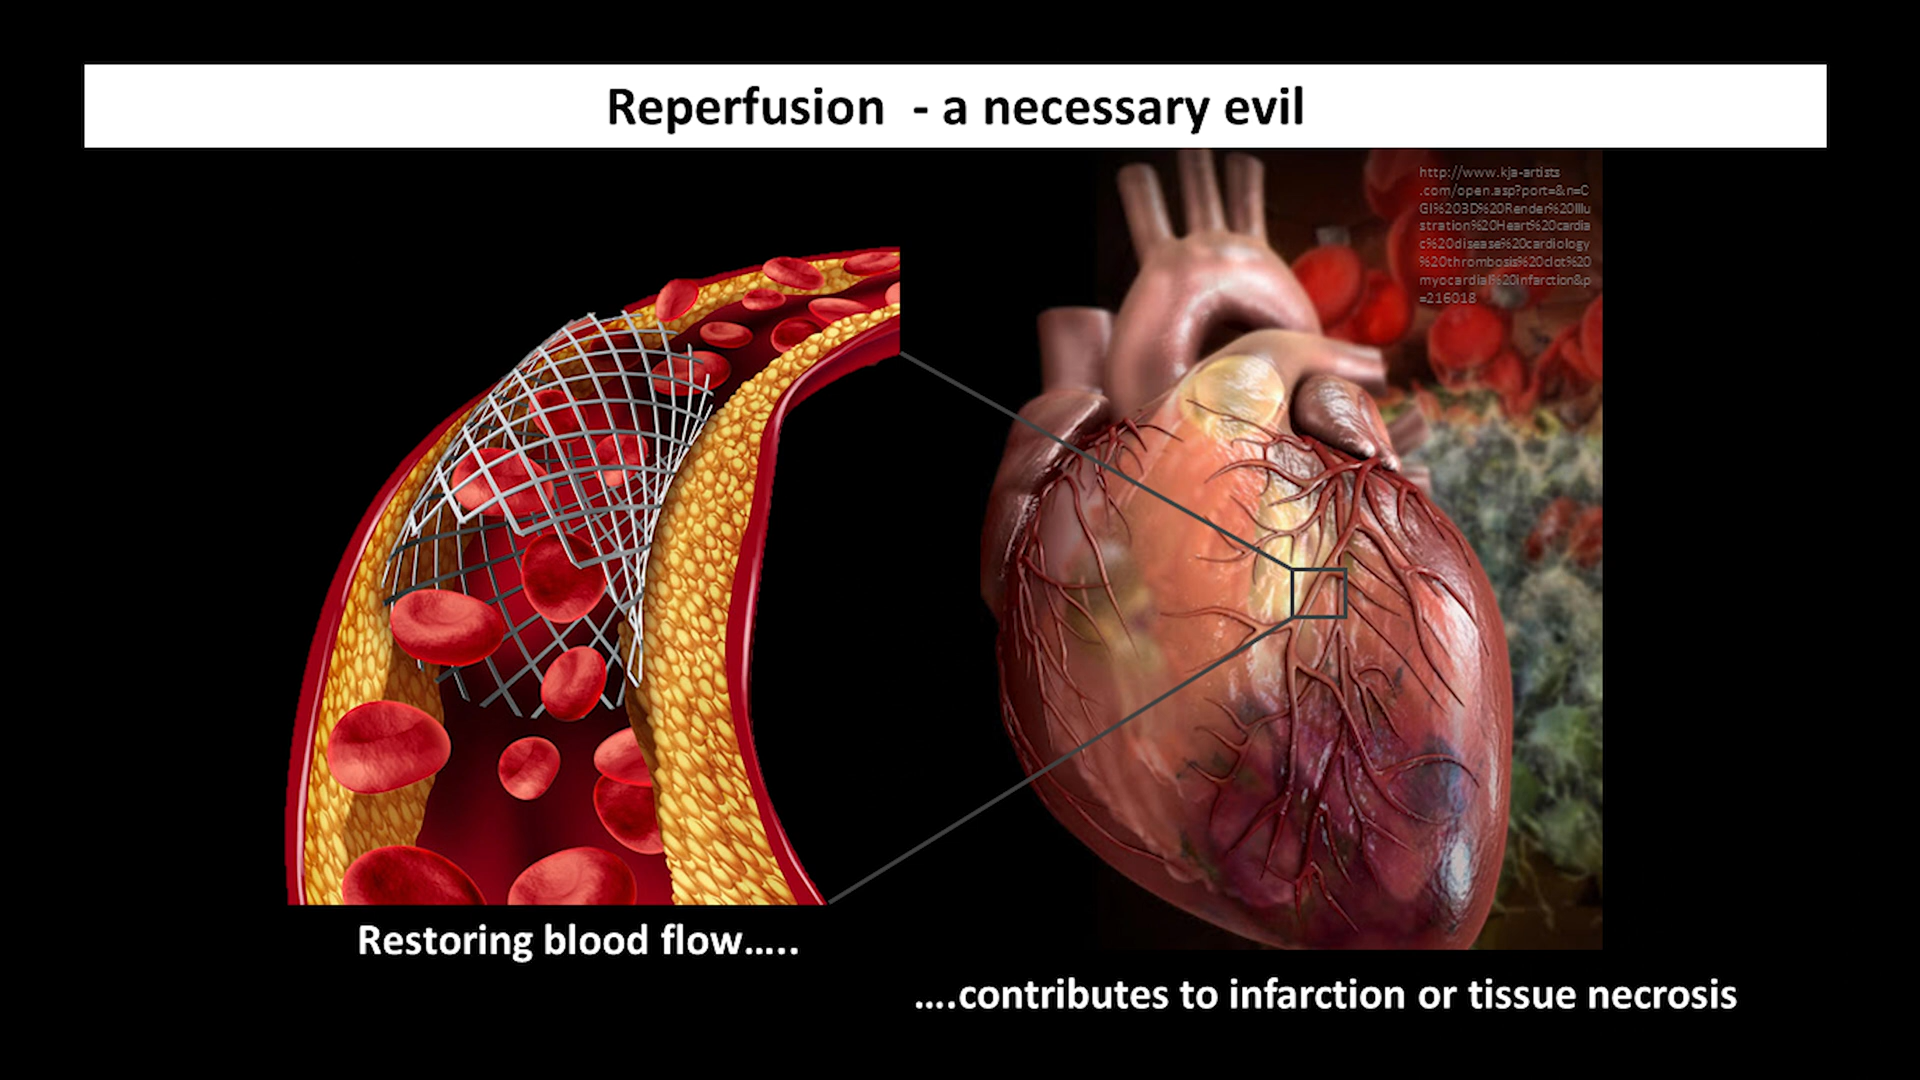 Reperfusion  - a necessary evil
http://www.kja-artists
.com/open.asp?port=&n=C
GI%203D%20Render%20Illu
stration%20Heart%20cardia
c%20disease%20cardiology
%20thrombosis%20clot%20
myocardial%20infarction&p
=216018
Restoring blood flow…..
….contributes to infarction or tissue necrosis